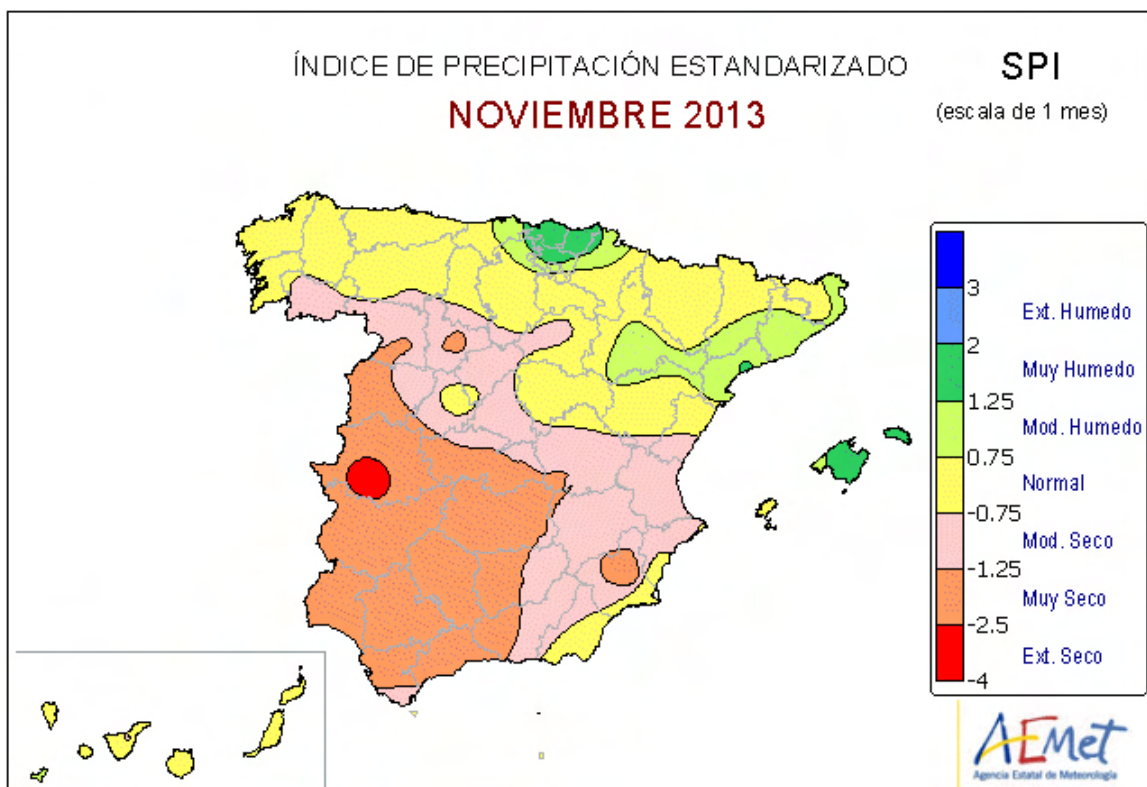 ÍNDICE DE PRECIPITACIÓN ESTANDARIZADO
NOVIEMBRE 2013
SPI
(escala de 1 mes)
3
Ext. Humedo
2
Muy Humedo
1.25
Mod. Humedo
0.75
Normal
-0.75
Mod. Seco
-1.25
Muy Seco
-2.5
Ext. Seco
-4
AEMet
Agencia Estatal de Meteorología